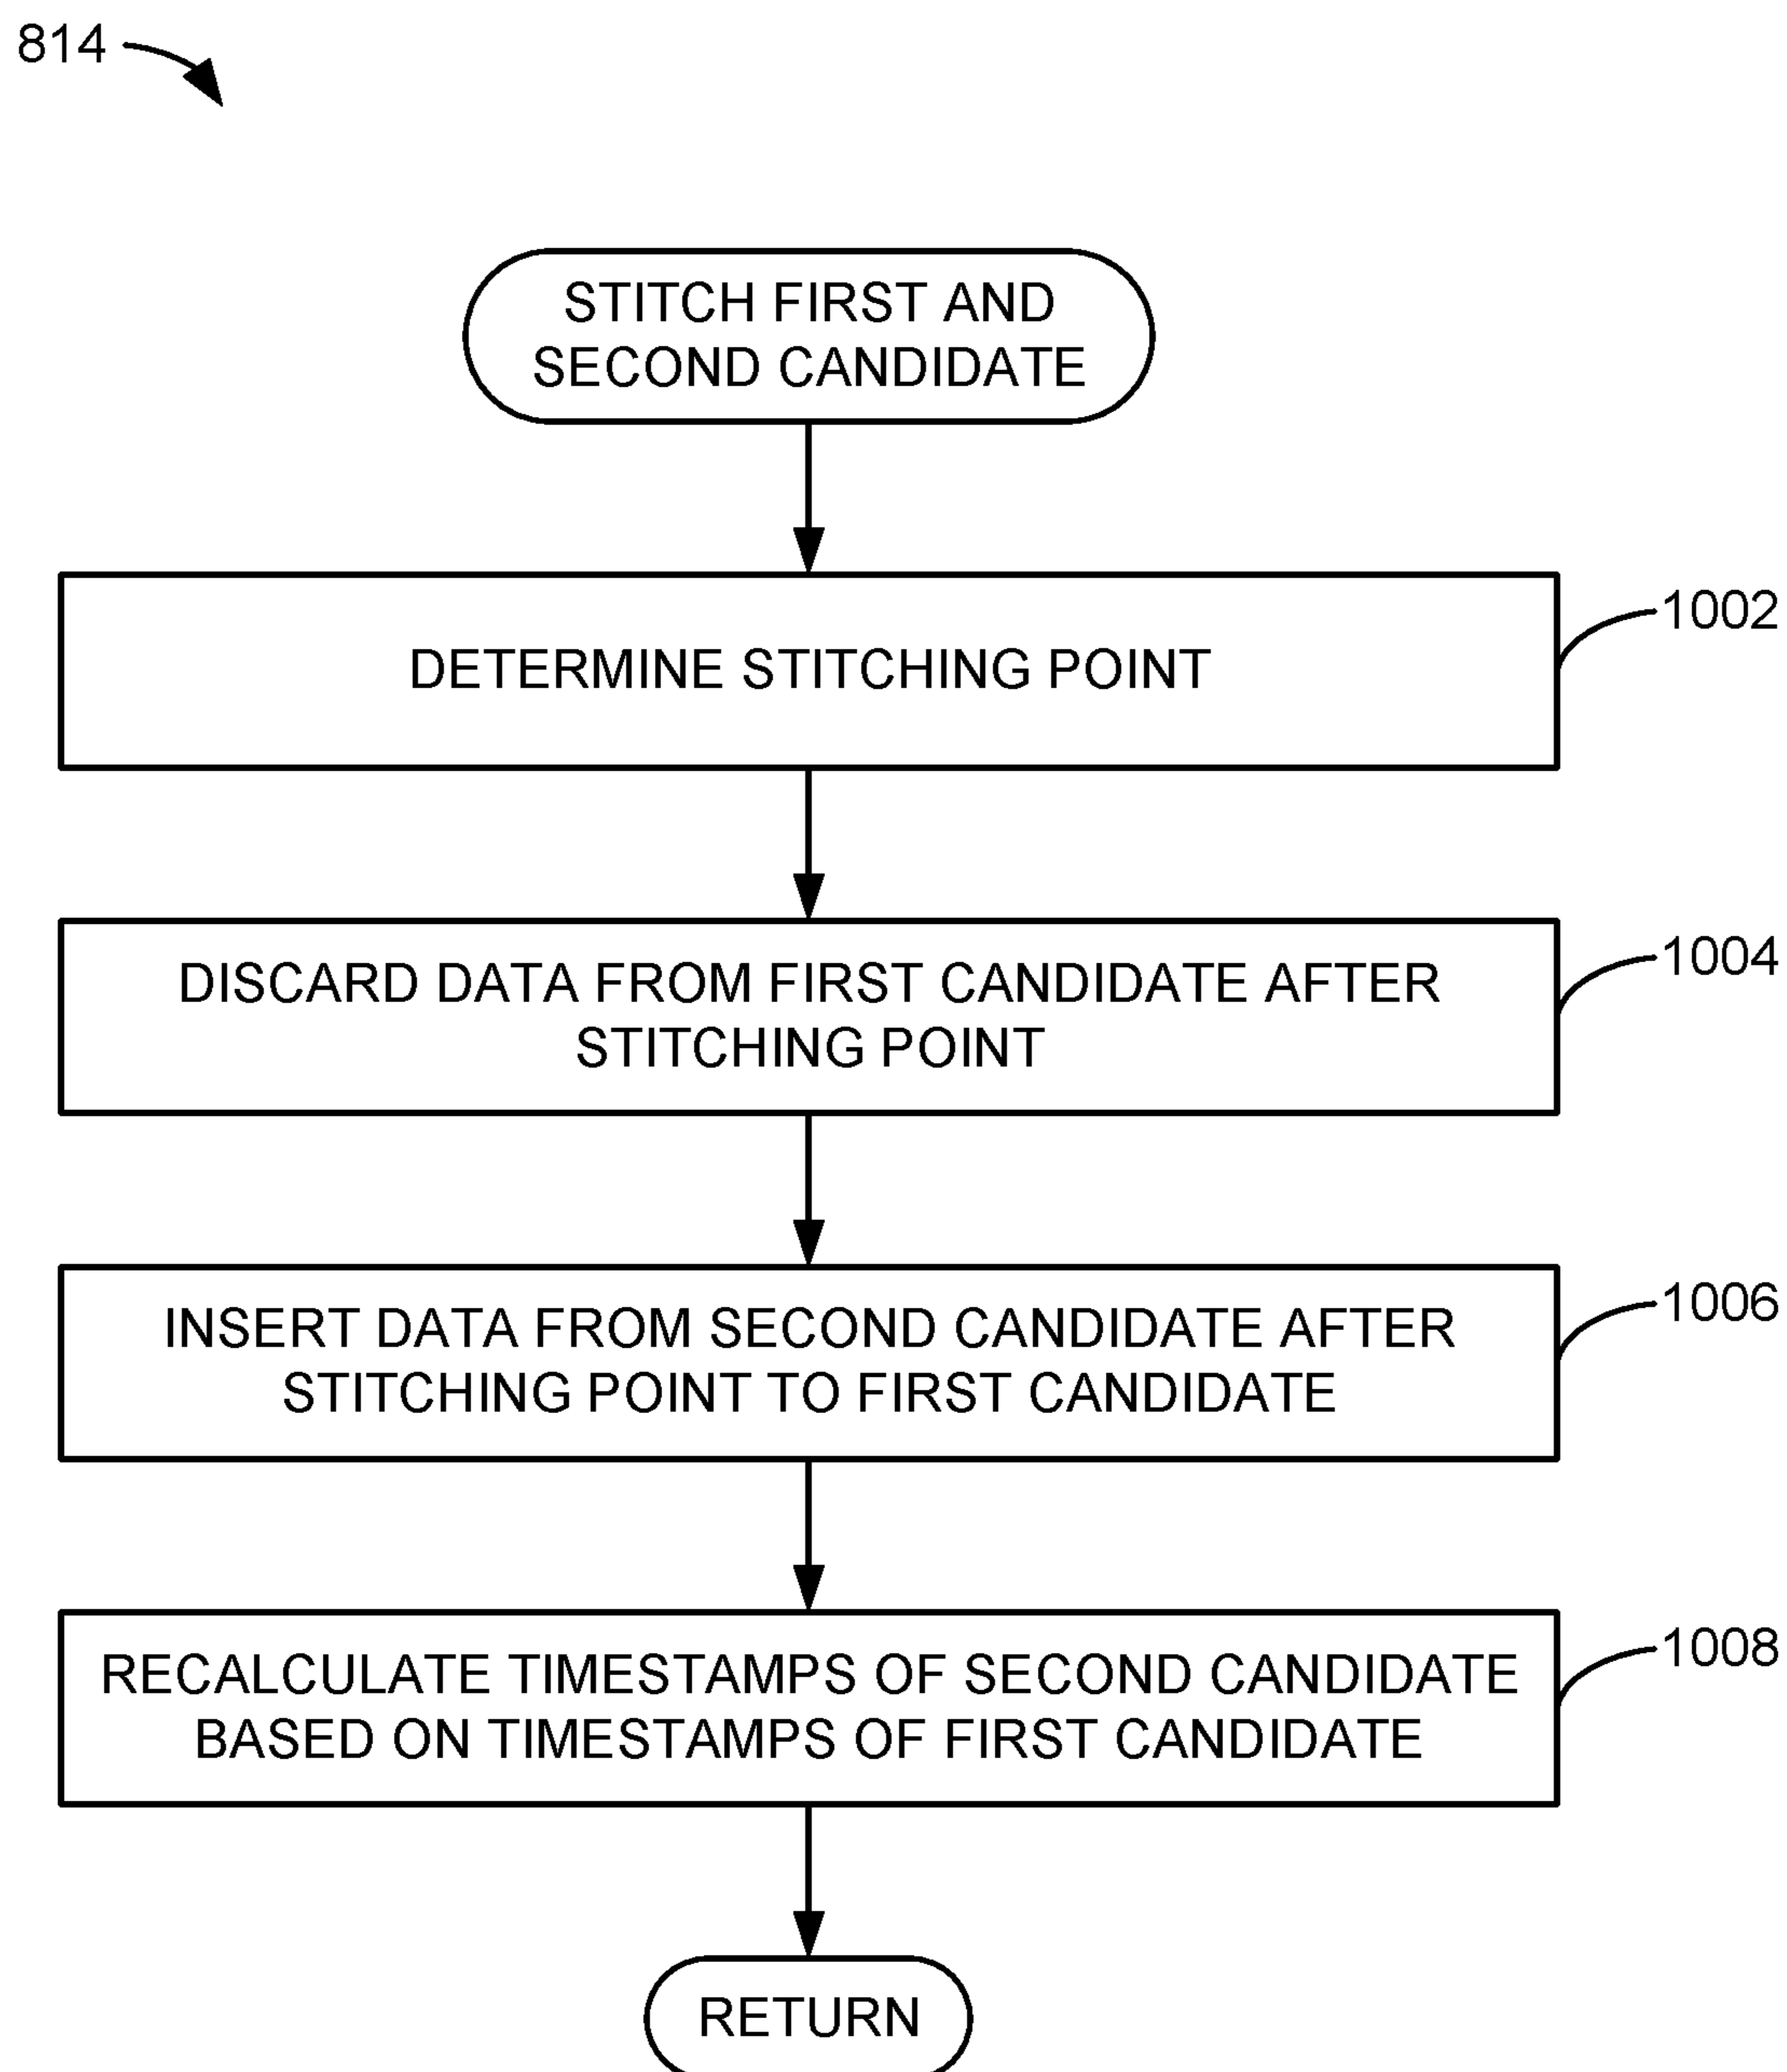 814
STITCH FIRST AND
SECOND CANDIDATE
DETERMINE STITCHING POINT
1002
DISCARD DATA FROM FIRST CANDIDATE AFTER
STITCHING POINT
1004
INSERT DATA FROM SECOND CANDIDATE AFTER
STITCHING POINT TO FIRST CANDIDATE
1006
RECALCULATE TIMESTAMPS OF SECOND CANDIDATE
BASED ON TIMESTAMPS OF FIRST CANDIDATE
1008
RETURN